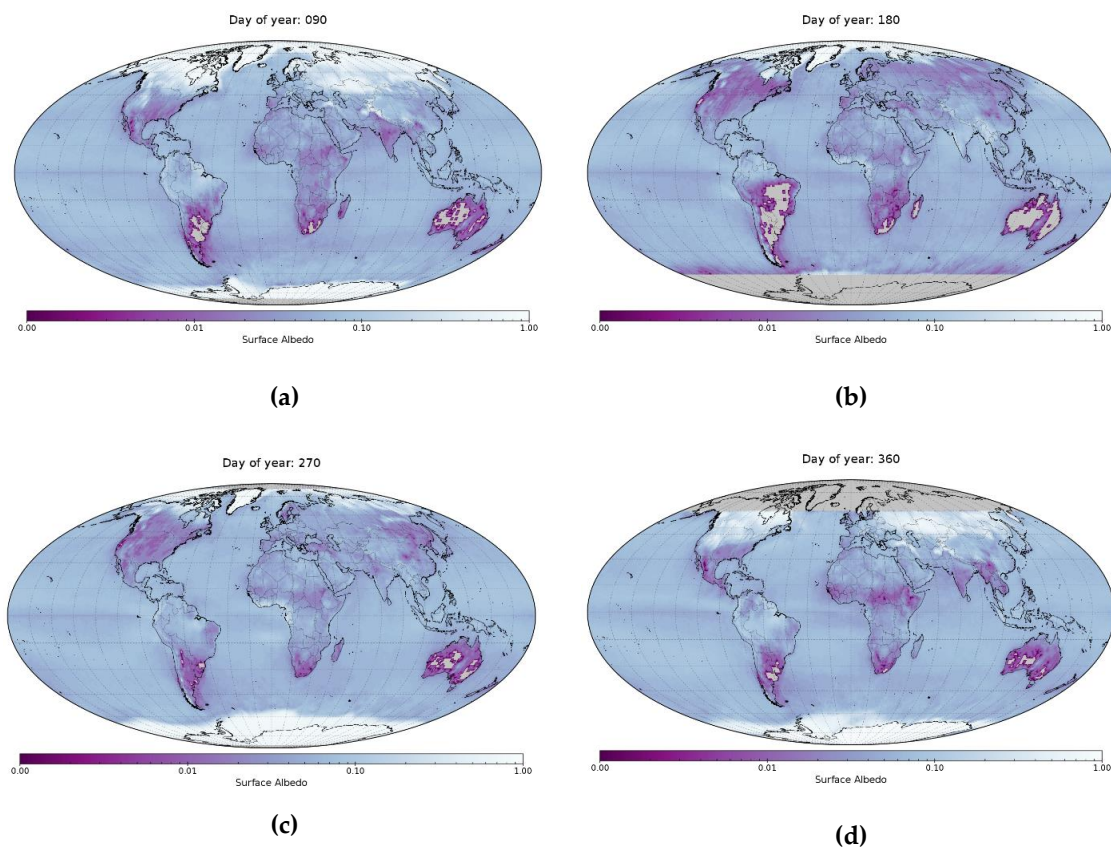 Day of year: 090
Day of year: 180
0.00 0.01 0.10 1.00
Surface Albedo
0.00 0.01 0.10 1.00
Surface Albedo
(a)
(b)
Day of year: 270
Day of year: 360
0.00 0.01 0.10 1.00
Surface Albedo
0.00 0.01 0.10 1.00
Surface Albedo
(c)
(d)